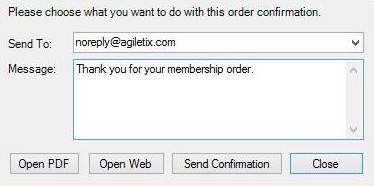 Please choose what you want to do with this order confirmation.
Send To: noreply@agiletix.com
Message: Thank you for your membership order.
Open PDF Open Web Send Confirmation Close